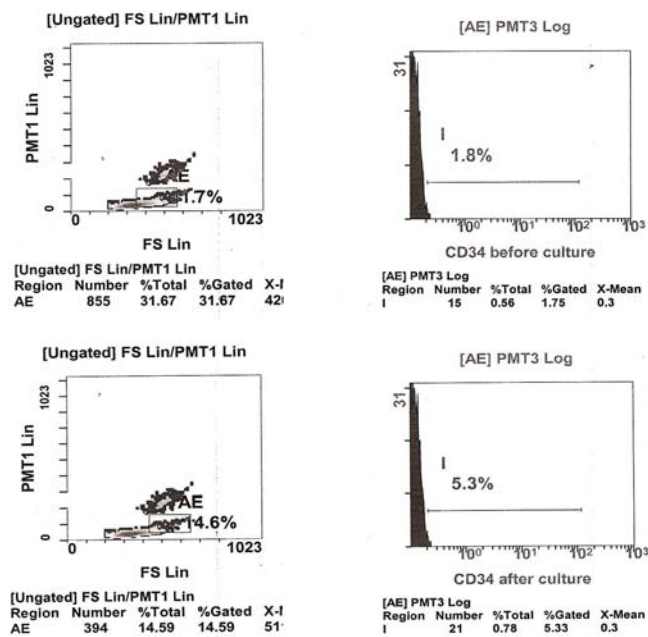 [Ungated] FS Lin/PMT1 Lin
1023
PMT1 Lin
AE
1.7%
0
0 1023
FS Lin
[Ungated] FS Lin/PMT1 Lin
Region Number %Total %Gated
AE 855 31.67 31.67
[AE] PMT3 Log
31
I
1.8%
10⁰ 10¹ 10² 10³
CD34 before culture
[AE] PMT3 Log
Region Number %Total %Gated X-Mean
I 15 0.56 1.75 0.3
[Ungated] FS Lin/PMT1 Lin
1023
PMT1 Lin
AE
14.6%
0
0 1023
FS Lin
[Ungated] FS Lin/PMT1 Lin
Region Number %Total %Gated
AE 394 14.59 14.59
[AE] PMT3 Log
31
I
5.3%
10⁰ 10¹ 10² 10³
CD34 after culture
[AE] PMT3 Log
Region Number %Total %Gated X-Mean
I 21 0.78 5.33 0.3